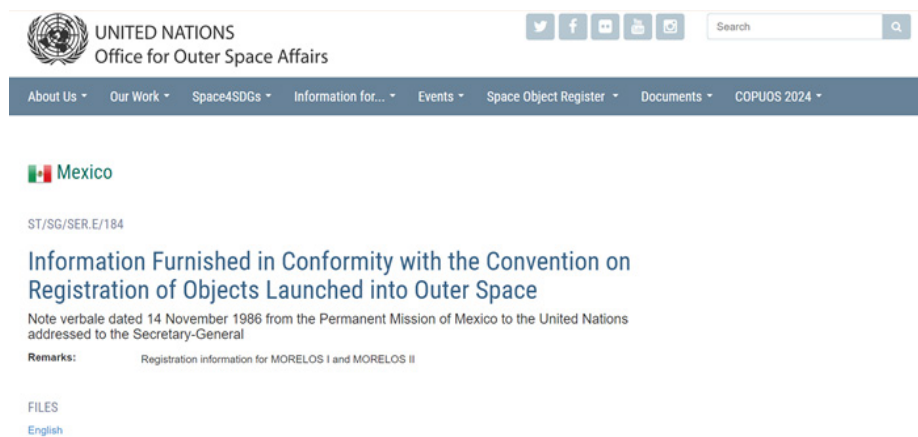 UNITED NATIONS
Office for Outer Space Affairs
Search
About Us
Our Work
Space4SDGs
Information for...
Events
Space Object Register
Documents
COPUOS 2024
Mexico
ST/SG/SER.E/184
Information Furnished in Conformity with the Convention on
Registration of Objects Launched into Outer Space
Note verbale dated 14 November 1986 from the Permanent Mission of Mexico to the United Nations
addressed to the Secretary-General
Remarks: Registration information for MORELOS I and MORELOS II
FILES
English